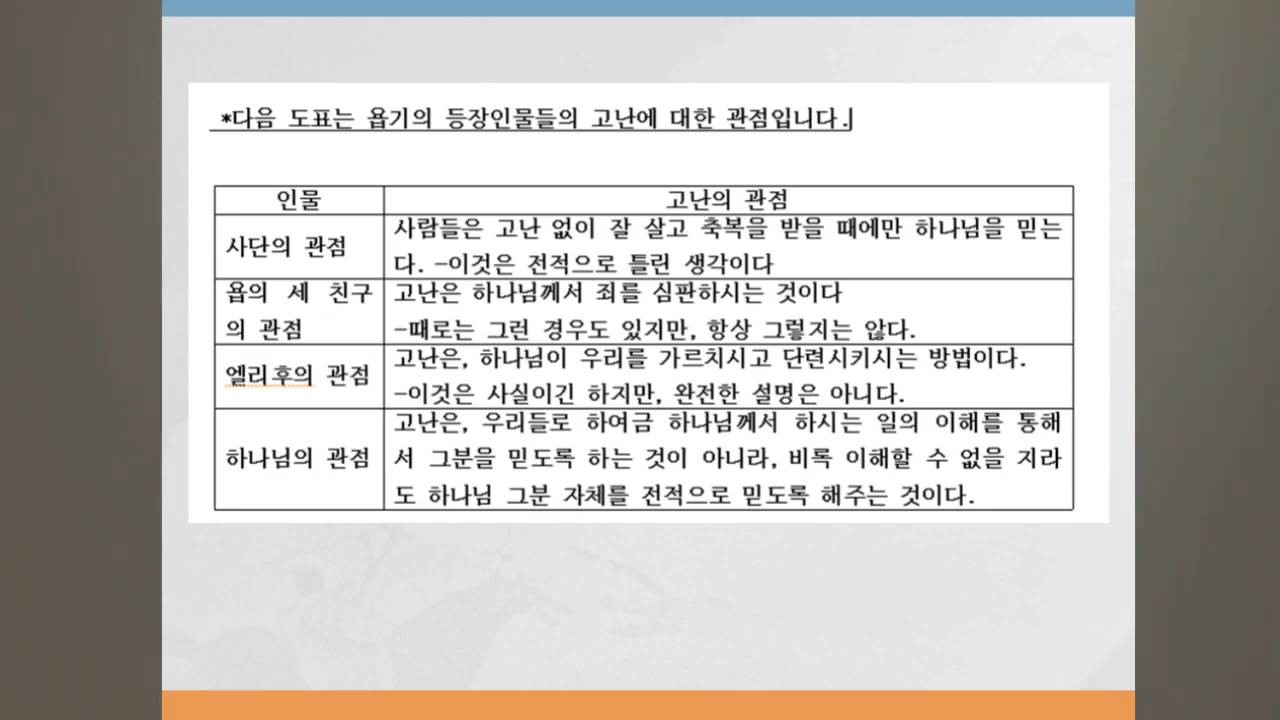 *다음 도표는 욥기의 등장인물들의 고난에 대한 관점입니다.
인물 고난의 관점
사단의 관점
사람들은 고난 없이 잘 살고 축복을 받을 때에만 하나님을 믿는
다. -이것은 전적으로 틀린 생각이다
욥의 세 친구
의 관점
고난은 하나님께서 죄를 심판하시는 것이다
-때로는 그런 경우도 있지만, 항상 그렇지는 않다.
엘리후의 관점
고난은, 하나님이 우리를 가르치시고 단련시키시는 방법이다.
-이것은 사실이긴 하지만, 완전한 설명은 아니다.
하나님의 관점
고난은, 우리들로 하여금 하나님께서 하시는 일의 이해를 통해
서 그분을 믿도록 하는 것이 아니라, 비록 이해할 수 없을 지라
도 하나님 그분 자체를 전적으로 믿도록 해주는 것이다.